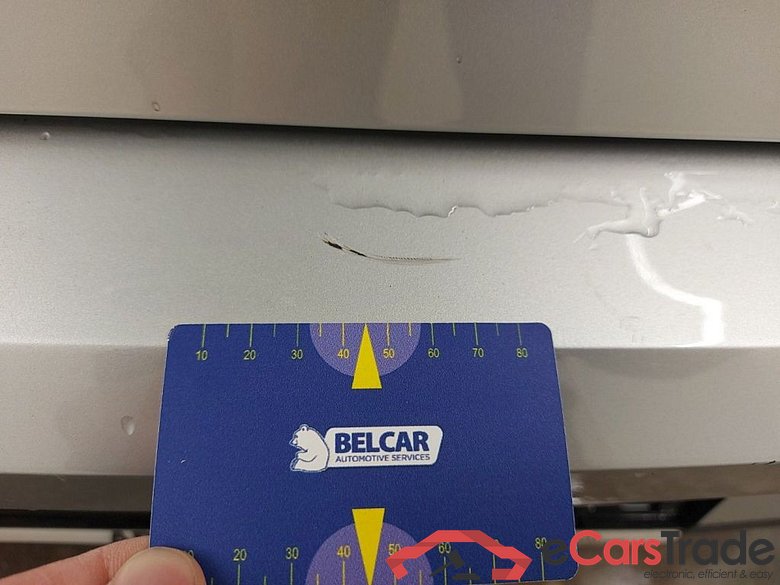 10 20 30 40 50 60 70 80
BELCAR
AUTOMOTIVE SERVICES
20 30 40 50 60 70 80
eCarsTrade
electronic, efficient & easy